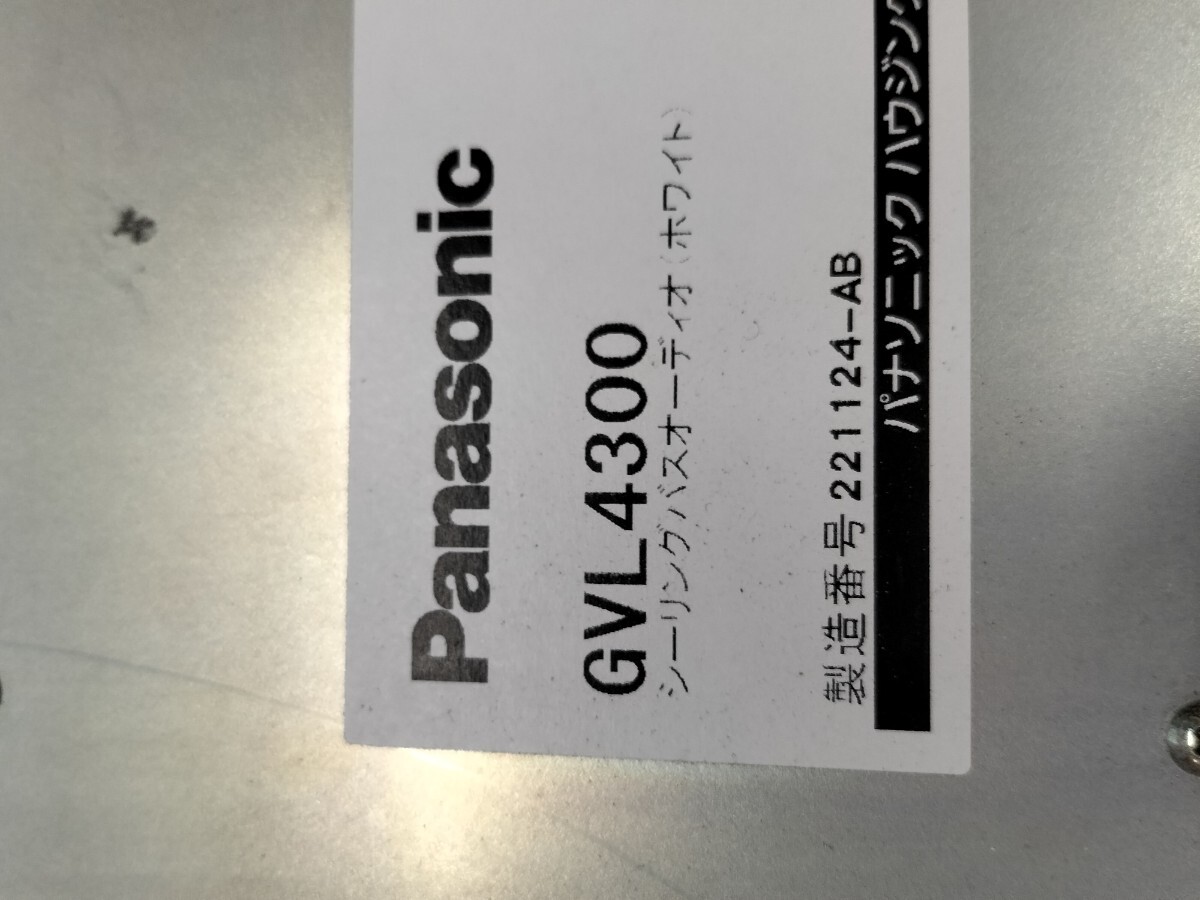 Panasonic
GVL4300
シーリングバスオーディオ(ホワイト)
製造番号 221124-AB
パナソニック ハウジング